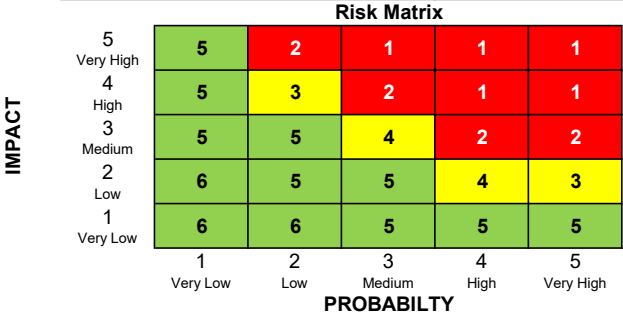 Risk Matrix
IMPACT
5 5 2 1 1 1
Very High
4 5 3 2 1 1
High
3 5 5 4 2 2
Medium
2 6 5 5 4 3
Low
1 6 6 5 5 5
Very Low
1 2 3 4 5
Very Low Low Medium High Very High
PROBABILTY